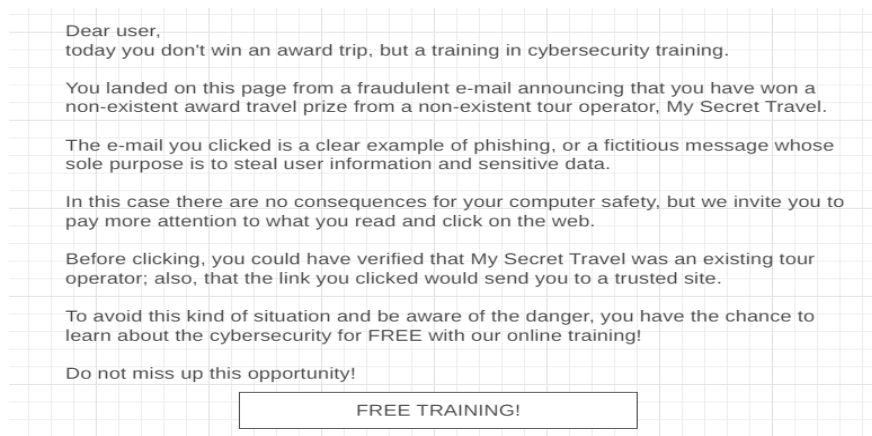 Dear user,
today you don't win an award trip, but a training in cybersecurity training.
You landed on this page from a fraudulent e-mail announcing that you have won a
non-existent award travel prize from a non-existent tour operator, My Secret Travel.
The e-mail you clicked is a clear example of phishing, or a fictitious message whose
sole purpose is to steal user information and sensitive data.
In this case there are no consequences for your computer safety, but we invite you to
pay more attention to what you read and click on the web.
Before clicking, you could have verified that My Secret Travel was an existing tour
operator; also, that the link you clicked would send you to a trusted site.
To avoid this kind of situation and be aware of the danger, you have the chance to
learn about the cybersecurity for FREE with our online training!
Do not miss up this opportunity!
FREE TRAINING!